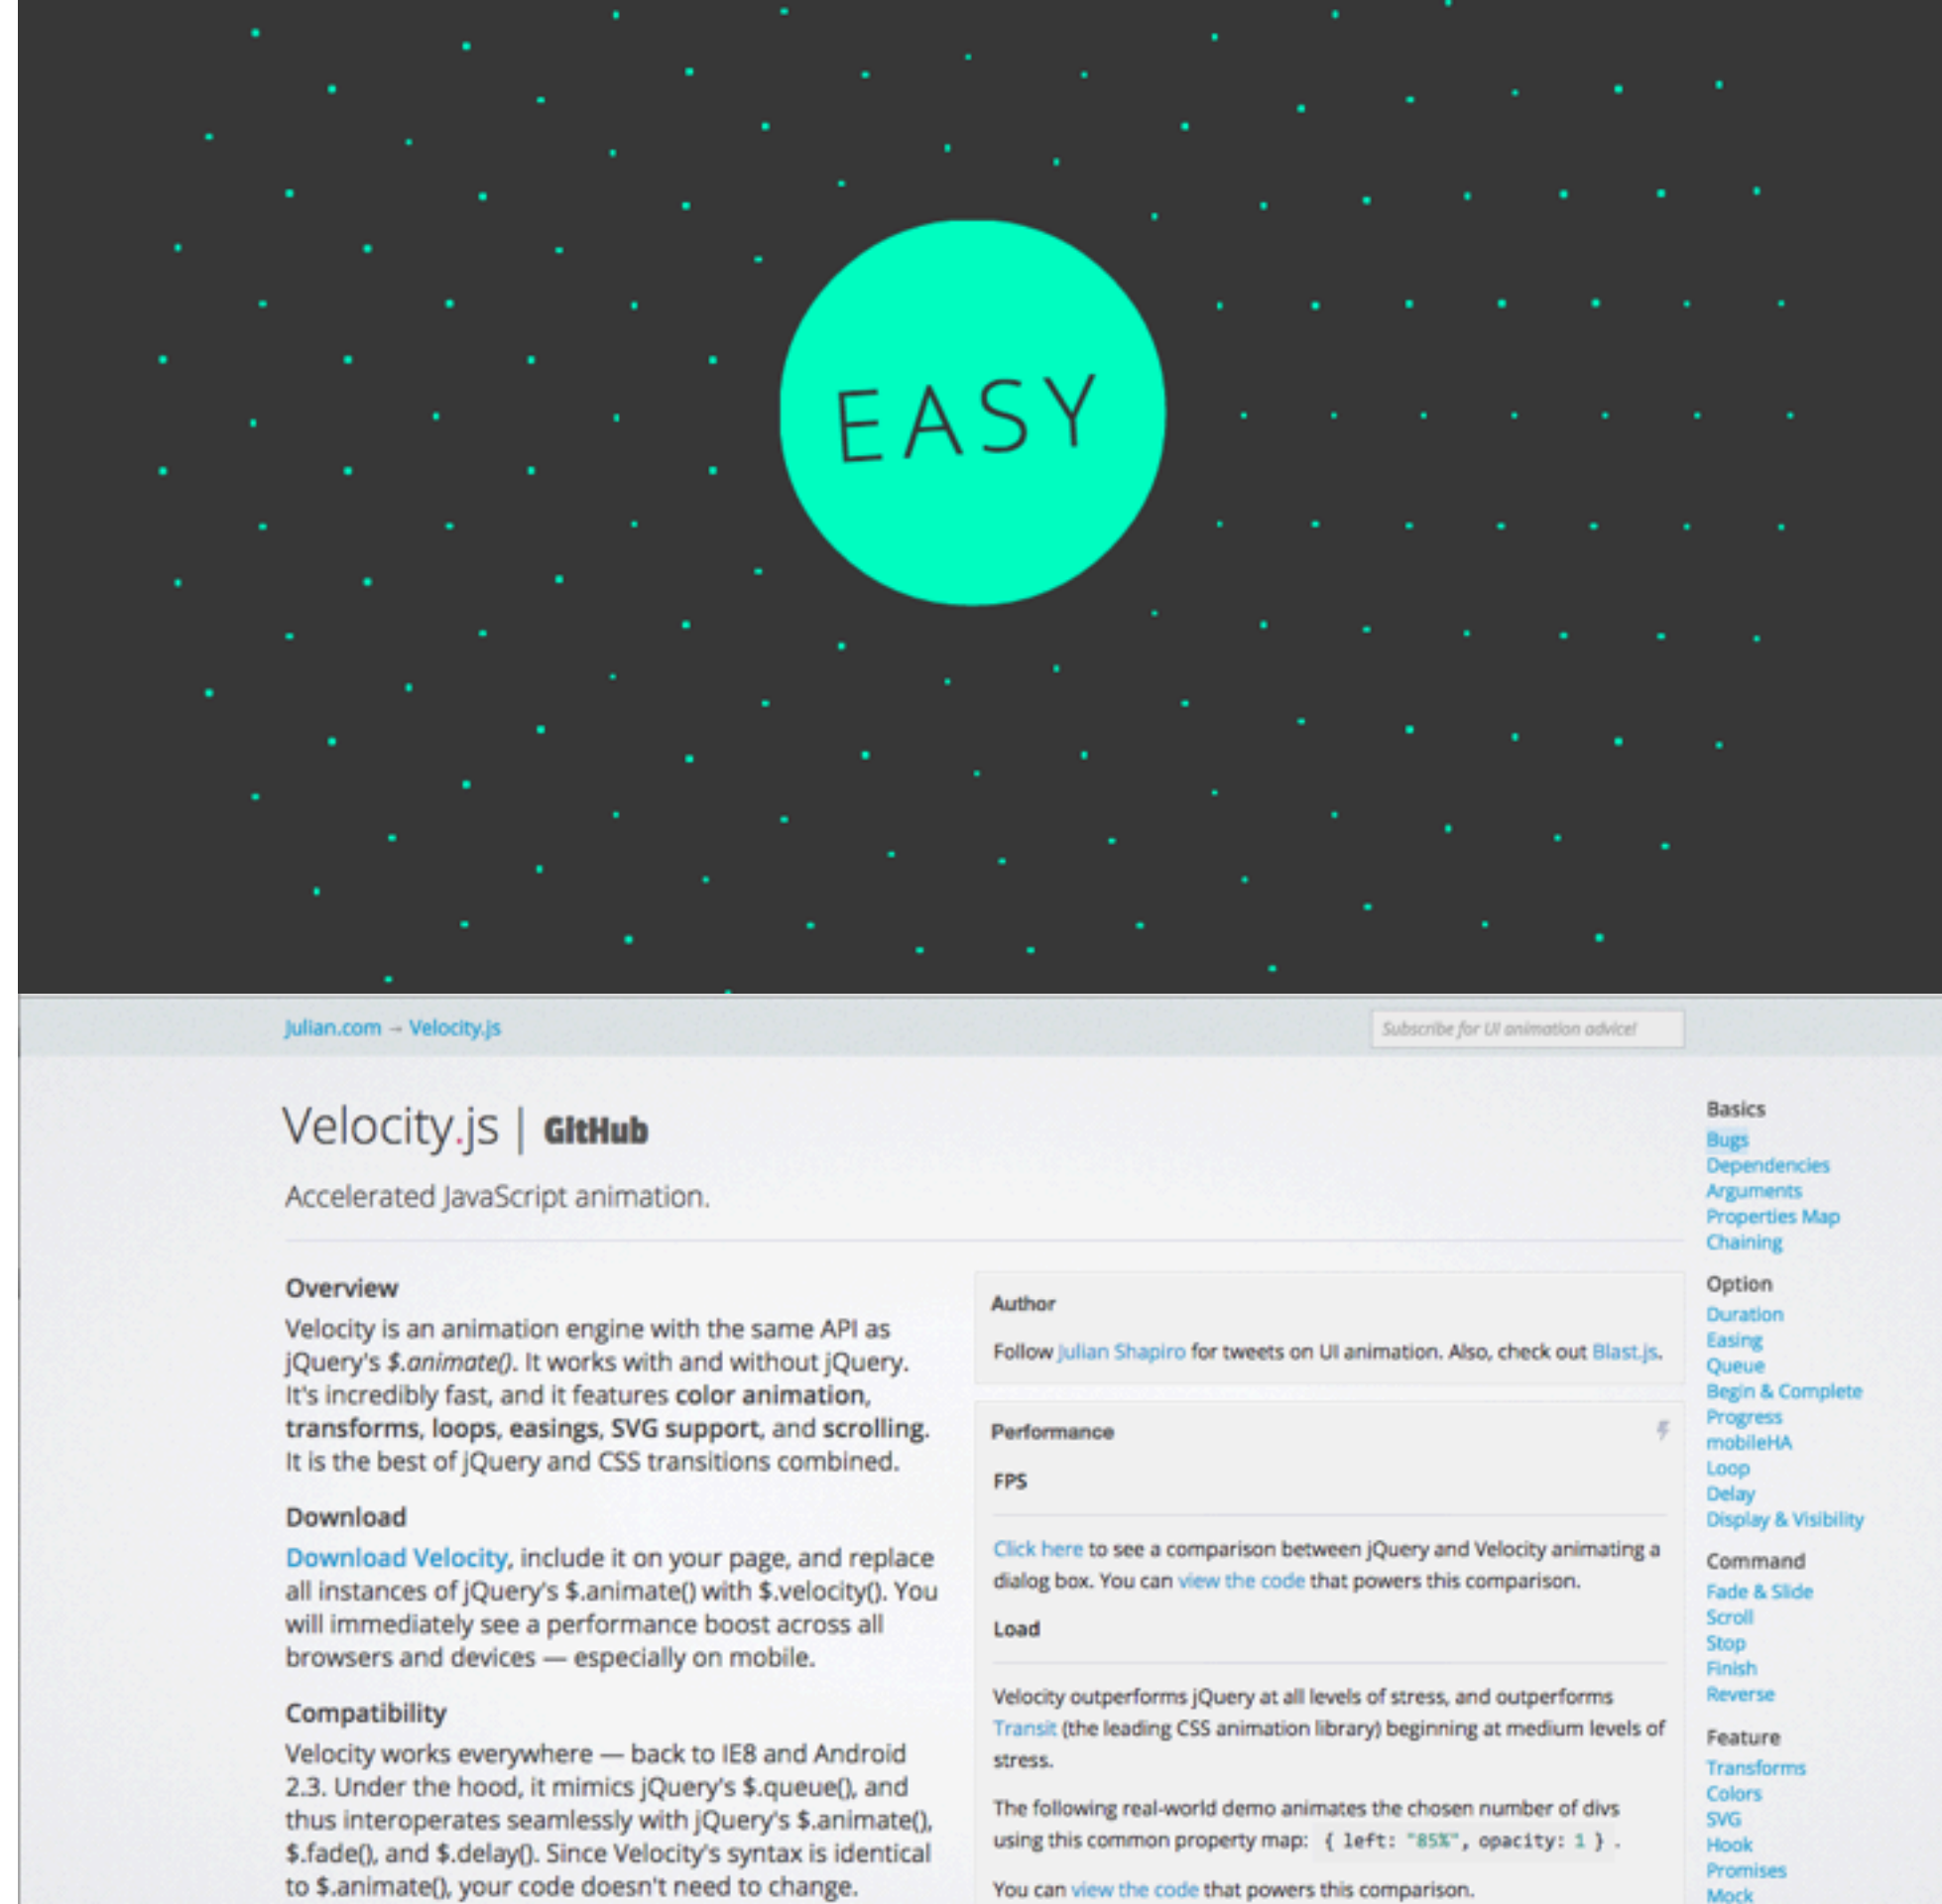 EASY
Julian.com → Velocity.js
Subscribe for UI animation advice!
Velocity.js | GitHub
Accelerated JavaScript animation.
Overview
Velocity is an animation engine with the same API as
jQuery's $.animate(). It works with and without jQuery.
It's incredibly fast, and it features color animation,
transforms, loops, easings, SVG support, and scrolling.
It is the best of jQuery and CSS transitions combined.
Download
Download Velocity, include it on your page, and replace
all instances of jQuery's $.animate() with $.velocity(). You
will immediately see a performance boost across all
browsers and devices — especially on mobile.
Compatibility
Velocity works everywhere — back to IE8 and Android
2.3. Under the hood, it mimics jQuery's $.queue(), and
thus interoperates seamlessly with jQuery's $.animate(),
$.fade(), and $.delay(). Since Velocity's syntax is identical
to $.animate(), your code doesn't need to change.
Author
Follow Julian Shapiro for tweets on UI animation. Also, check out Blast.js.
Performance
FPS
Click here to see a comparison between jQuery and Velocity animating a
dialog box. You can view the code that powers this comparison.
Load
Velocity outperforms jQuery at all levels of stress, and outperforms
Transit (the leading CSS animation library) beginning at medium levels of
stress.
The following real-world demo animates the chosen number of divs
using this common property map: { left: "85%", opacity: 1 } .
You can view the code that powers this comparison.
Basics
Bugs
Dependencies
Arguments
Properties Map
Chaining
Option
Duration
Easing
Queue
Begin & Complete
Progress
mobileHA
Loop
Delay
Display & Visibility
Command
Fade & Slide
Scroll
Stop
Finish
Reverse
Feature
Transforms
Colors
SVG
Hook
Promises
Mock